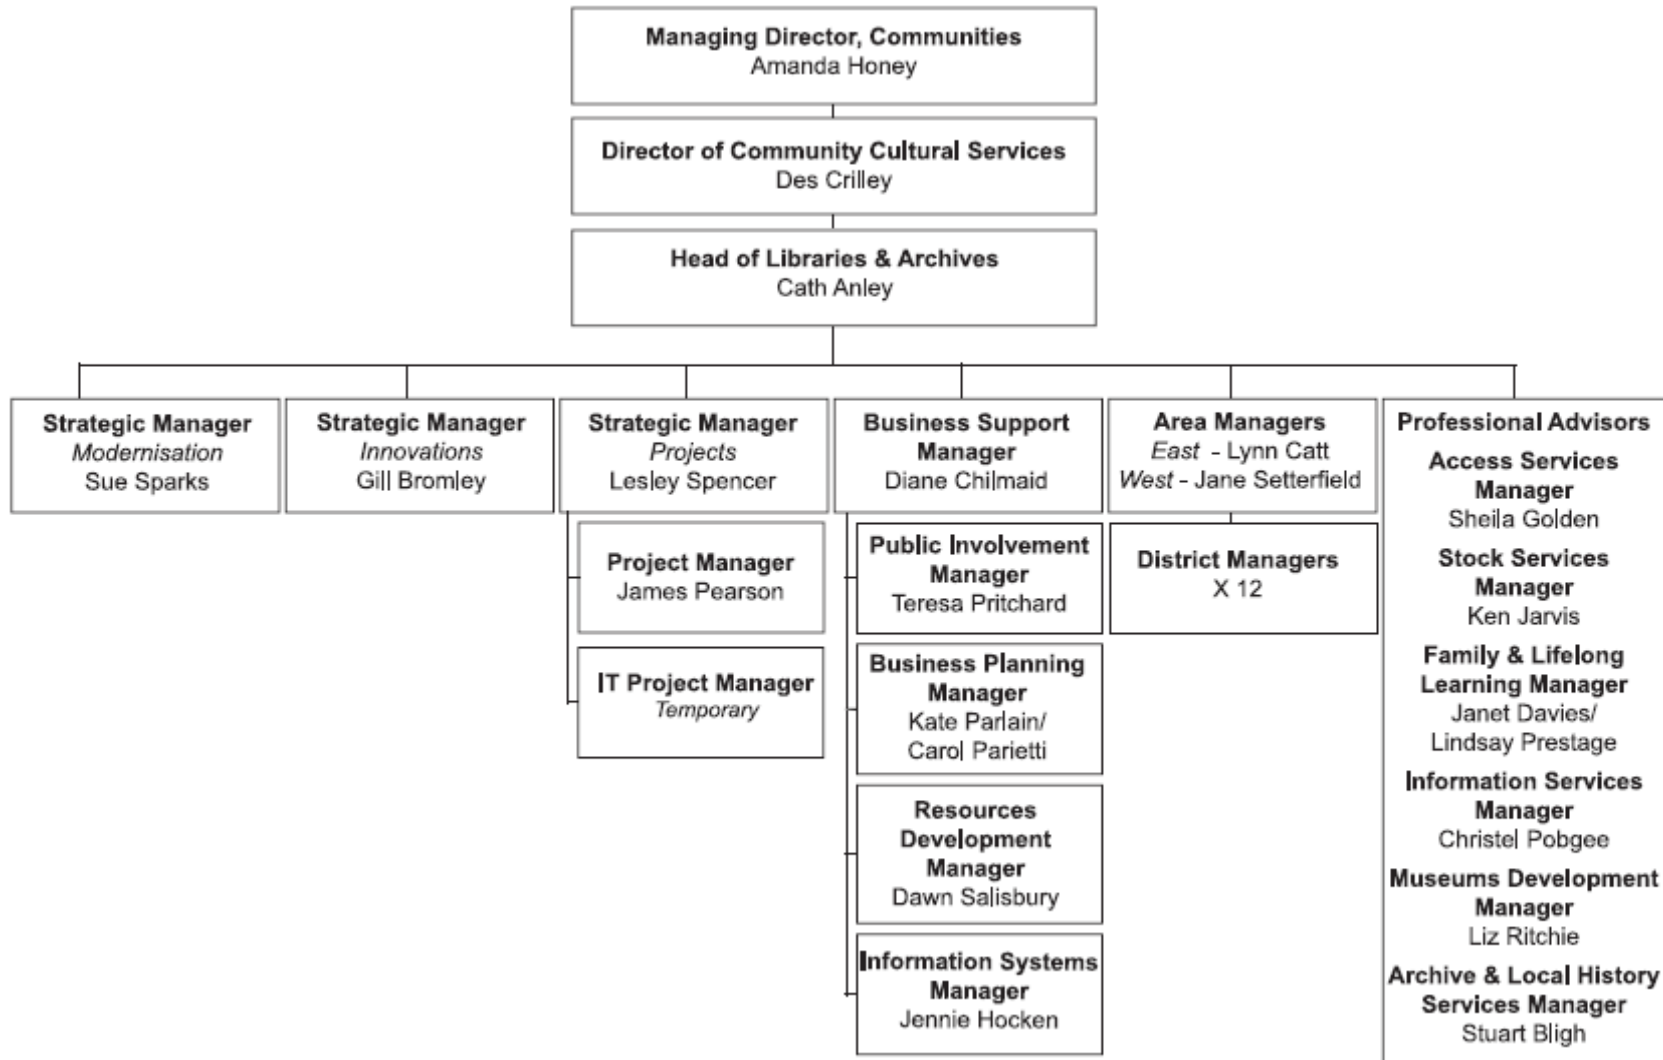 Managing Director, Communities
Amanda Honey
Director of Community Cultural Services
Des Crilley
Head of Libraries & Archives
Cath Anley
Strategic Manager
Modernisation
Sue Sparks
Strategic Manager
Innovations
Gill Bromley
Strategic Manager
Projects
Lesley Spencer
Project Manager
James Pearson
IT Project Manager
Temporary
Business Support
Manager
Diane Chilmaid
Public Involvement
Manager
Teresa Pritchard
Business Planning
Manager
Kate Parlain/
Carol Parietti
Resources
Development
Manager
Dawn Salisbury
Information Systems
Manager
Jennie Hocken
Area Managers
East - Lynn Catt
West - Jane Setterfield
District Managers
X 12
Professional Advisors
Access Services
Manager
Sheila Golden
Stock Services
Manager
Ken Jarvis
Family & Lifelong
Learning Manager
Janet Davies/
Lindsay Prestage
Information Services
Manager
Christel Pobgee
Museums Development
Manager
Liz Ritchie
Archive & Local History
Services Manager
Stuart Bligh